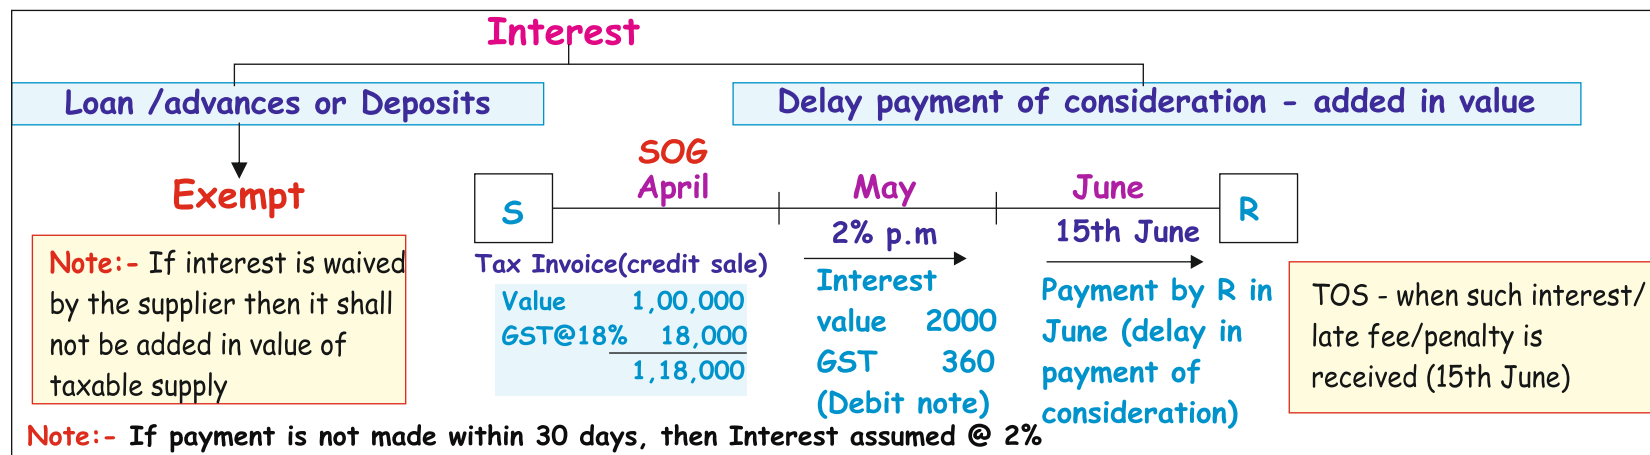 Interest
Loan /advances or Deposits
Delay payment of consideration - added in value
Exempt
Note:- If interest is waived
by the supplier then it shall
not be added in value of
taxable supply
SOG
S
April
May
June
R
2% p.m
15th June
Tax Invoice(credit sale)
Value 1,00,000
GST@18% 18,000
1,18,000
Interest
value 2000
GST 360
(Debit note)
Payment by R in
June (delay in
payment of
consideration)
TOS - when such interest/
late fee/penalty is
received (15th June)
Note:- If payment is not made within 30 days, then Interest assumed @ 2%